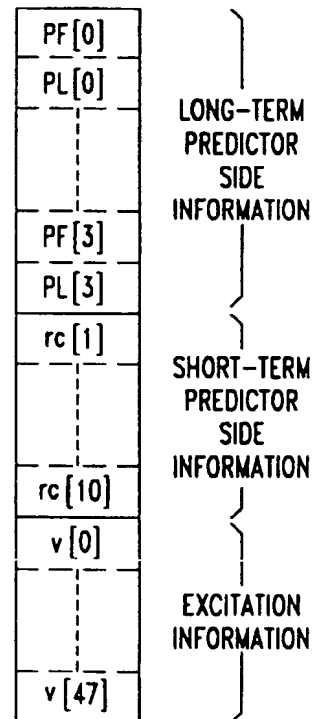 PF[0]
PL[0]
LONG-TERM
PREDICTOR
SIDE
INFORMATION
PF[3]
PL[3]
rc[1]
SHORT-TERM
PREDICTOR
SIDE
INFORMATION
rc[10]
v[0]
EXCITATION
INFORMATION
v[47]